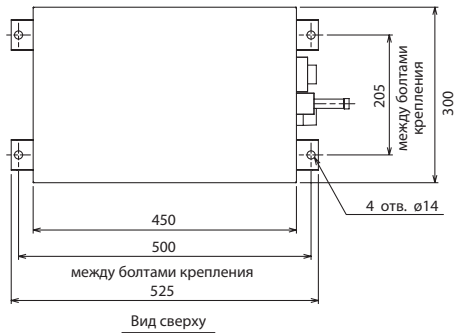 205
между болтами
крепления
300
4 отв. ø14
450
500
между болтами крепления
525
Вид сверху